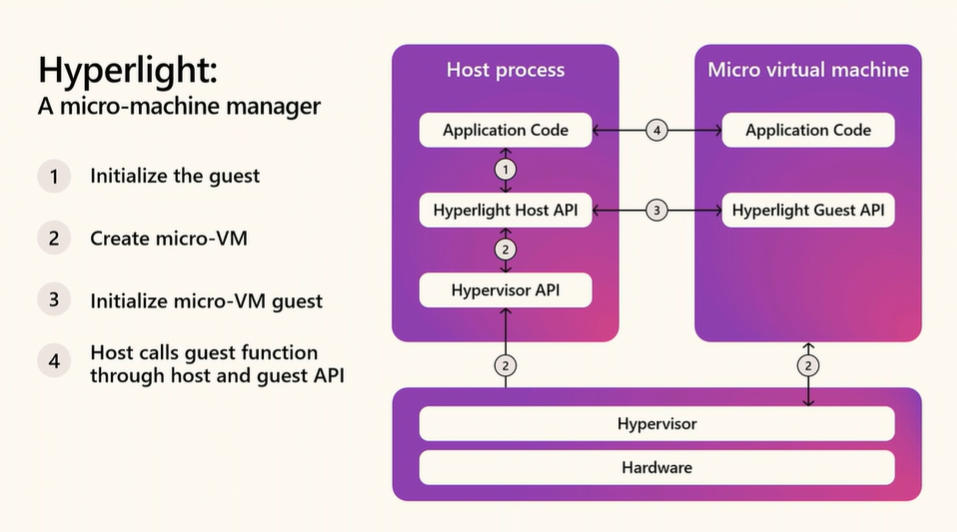 Hyperlight:
A micro-machine manager
1 Initialize the guest
2 Create micro-VM
3 Initialize micro-VM guest
4 Host calls guest function
through host and guest API
Host process
Application Code
1
Hyperlight Host API
2
Hypervisor API
2
4
3
Micro virtual machine
Application Code
Hyperlight Guest API
2
Hypervisor
Hardware